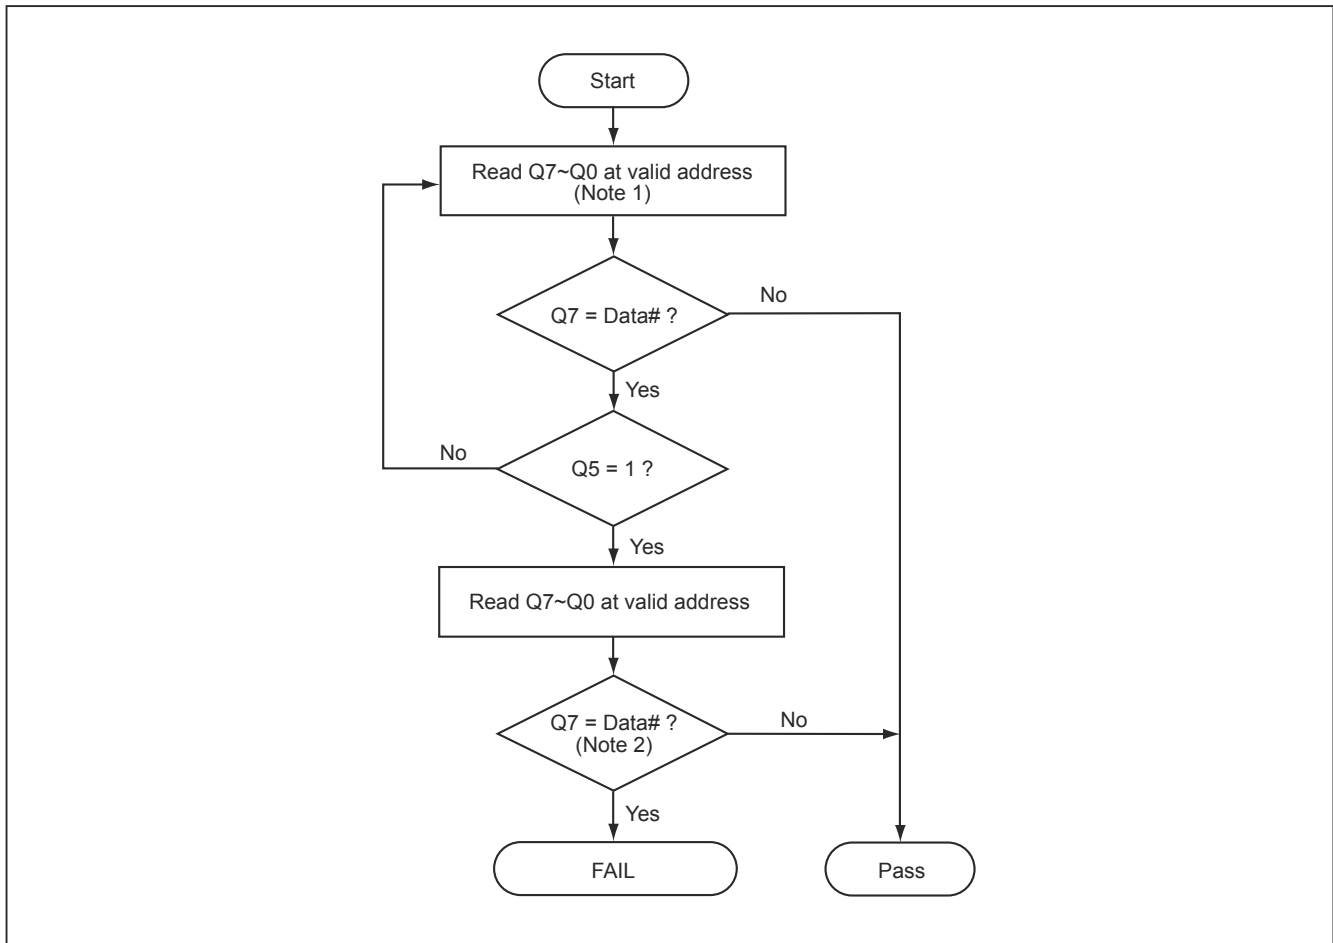 Start
Read Q7~Q0 at valid address
(Note 1)
Q7 = Data# ?
No
Yes
No
Q5 = 1 ?
Yes
Read Q7~Q0 at valid address
Q7 = Data# ?
(Note 2)
No
Yes
FAIL
Pass